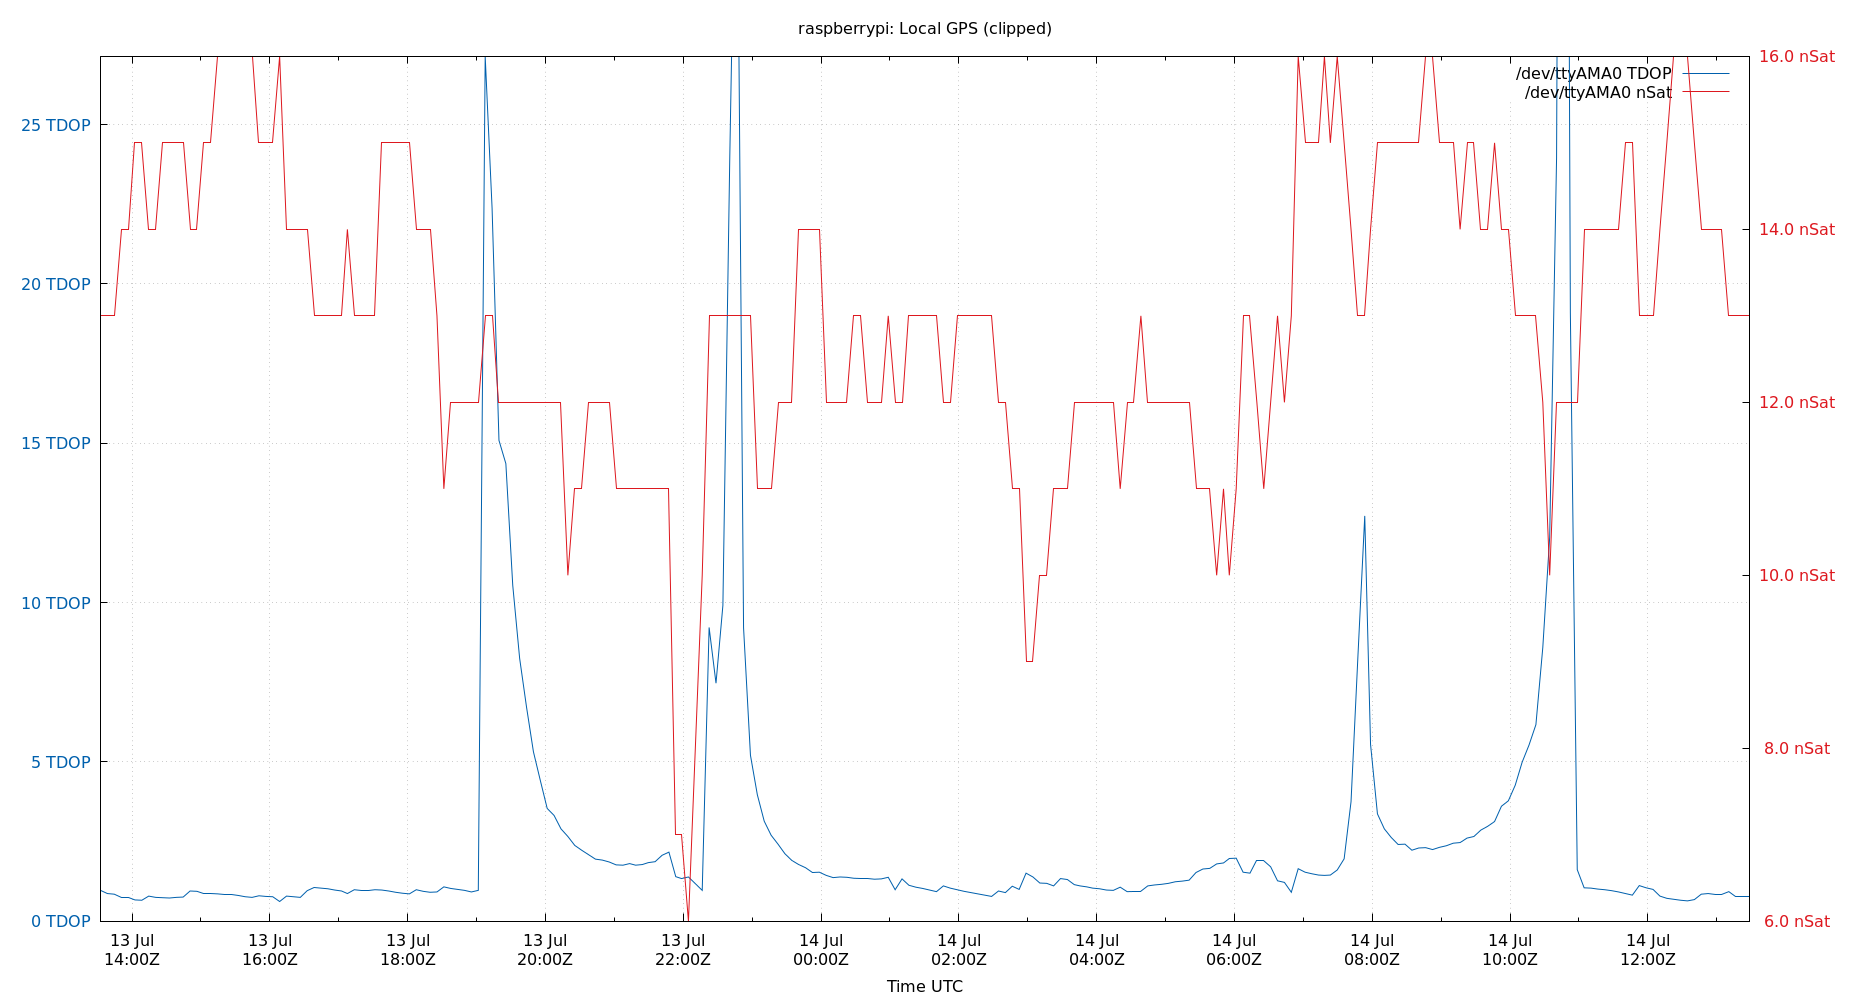 raspberrypi: Local GPS (clipped)
/dev/ttyAMA0 TDOP
/dev/ttyAMA0 nSat
25 TDOP
20 TDOP
15 TDOP
10 TDOP
5 TDOP
0 TDOP
16.0 nSat
14.0 nSat
12.0 nSat
10.0 nSat
8.0 nSat
6.0 nSat
13 Jul 13 Jul 13 Jul 13 Jul 13 Jul 14 Jul 14 Jul 14 Jul 14 Jul 14 Jul 14 Jul 14 Jul
14:00Z 16:00Z 18:00Z 20:00Z 22:00Z 00:00Z 02:00Z 04:00Z 06:00Z 08:00Z 10:00Z 12:00Z
Time UTC